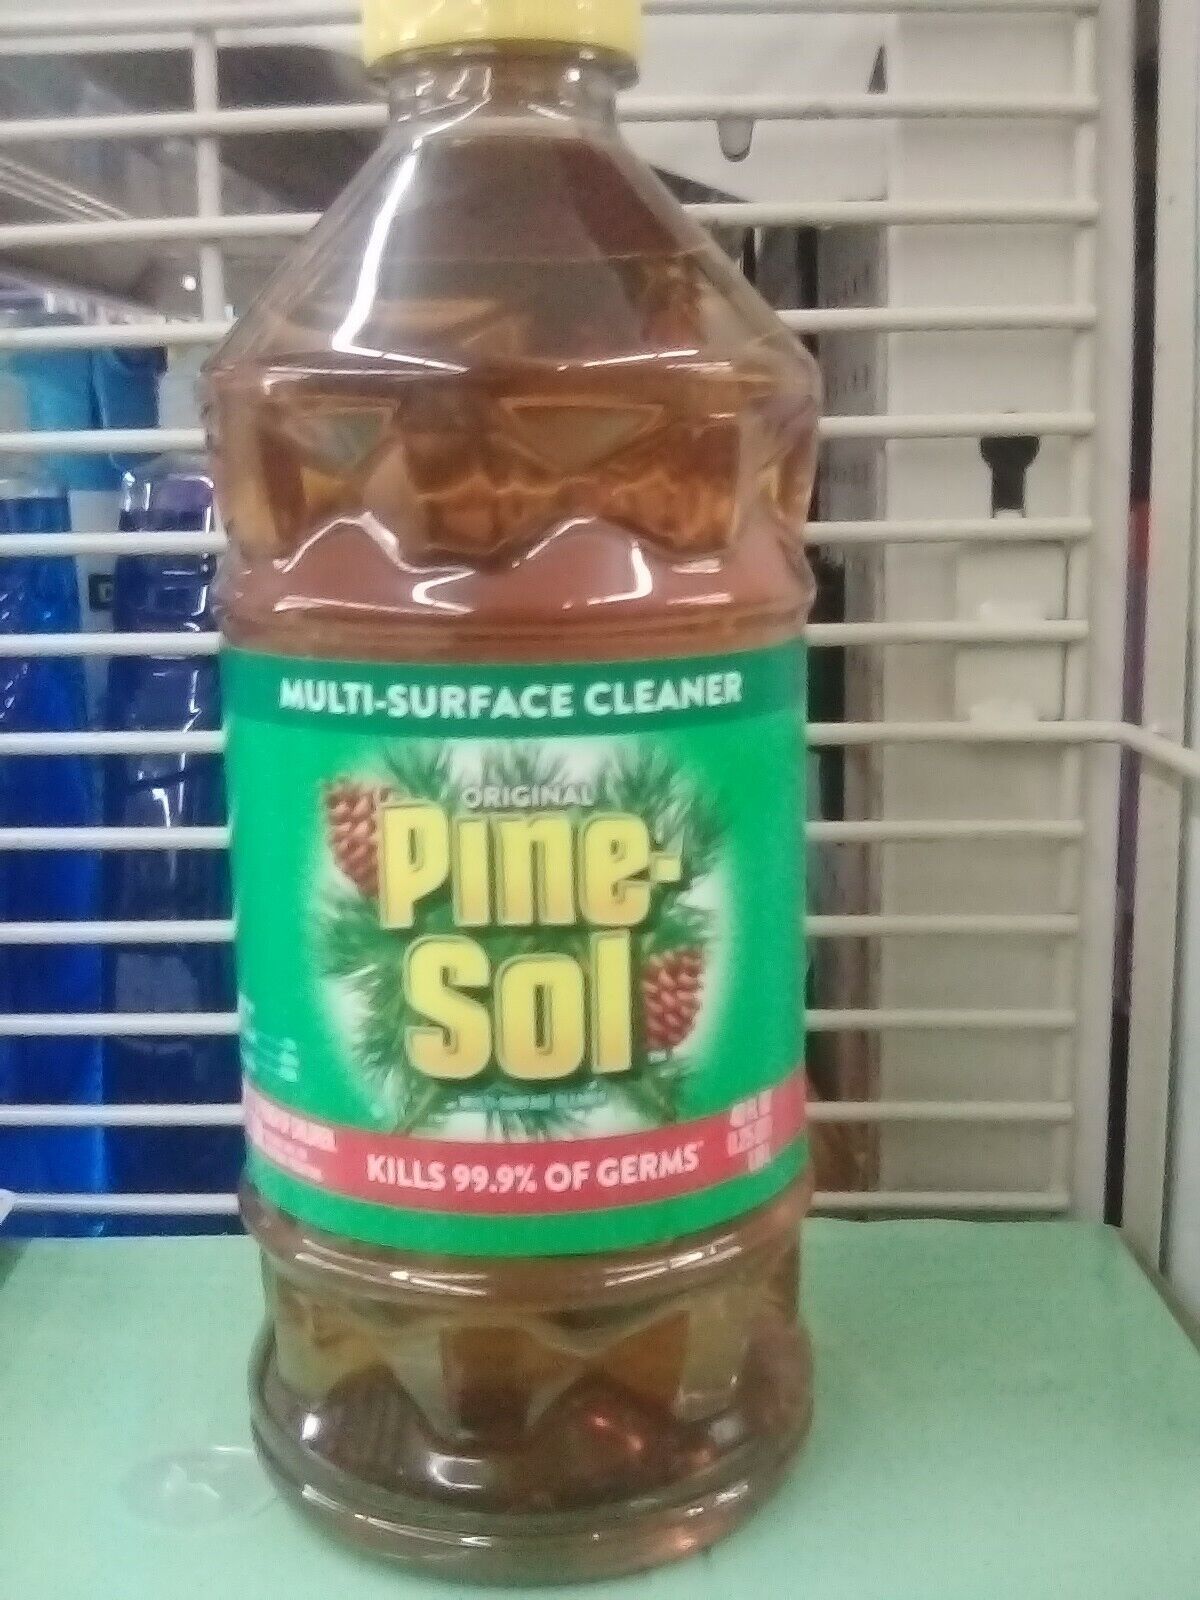 MULTI-SURFACE CLEANER
ORIGINAL
Pine-
Sol
KILLS 99.9% OF GERMS*